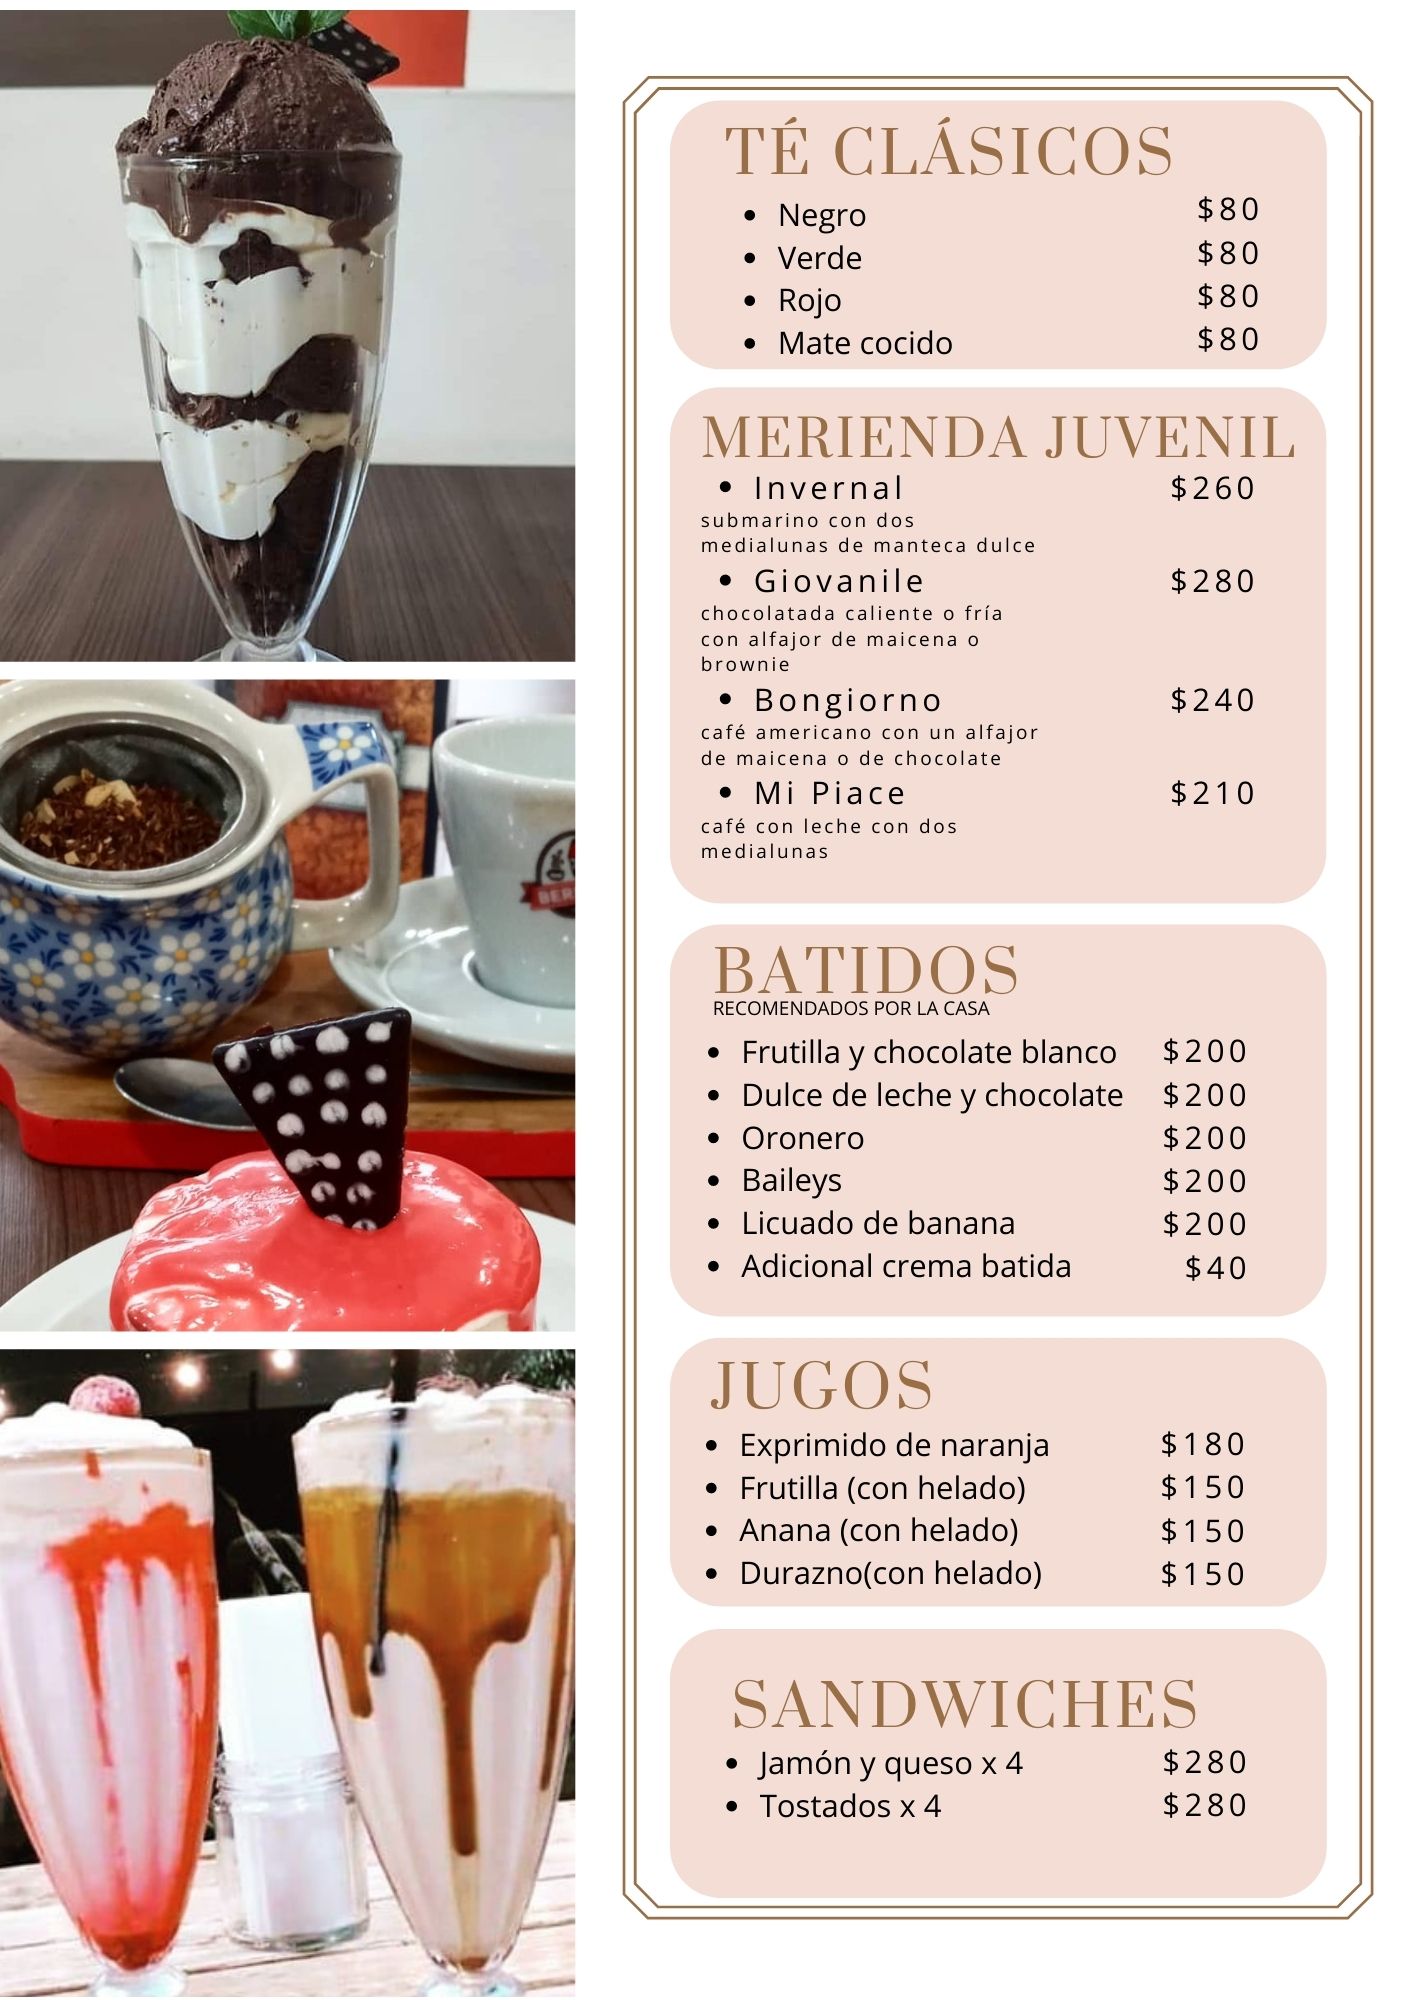 TÉ CLÁSICOS
• Negro $80
• Verde $80
• Rojo $80
• Mate cocido $80
MERIENDA JUVENIL
• Invernal $260
submarino con dos
medialunas de manteca dulce
• Giovanile $280
chocolatada caliente o fría
con alfajor de maicena o
brownie
• Bongiorno $240
café americano con un alfajor
de maicena o de chocolate
• Mi Piace $210
café con leche con dos
medialunas
BATIDOS
RECOMENDADOS POR LA CASA
• Frutilla y chocolate blanco $200
• Dulce de leche y chocolate $200
• Oronero $200
• Baileys $200
• Licuado de banana $200
• Adicional crema batida $40
JUGOS
• Exprimido de naranja $180
• Frutilla (con helado) $150
• Anana (con helado) $150
• Durazno(con helado) $150
SANDWICHES
• Jamón y queso x 4 $280
• Tostados x 4 $280